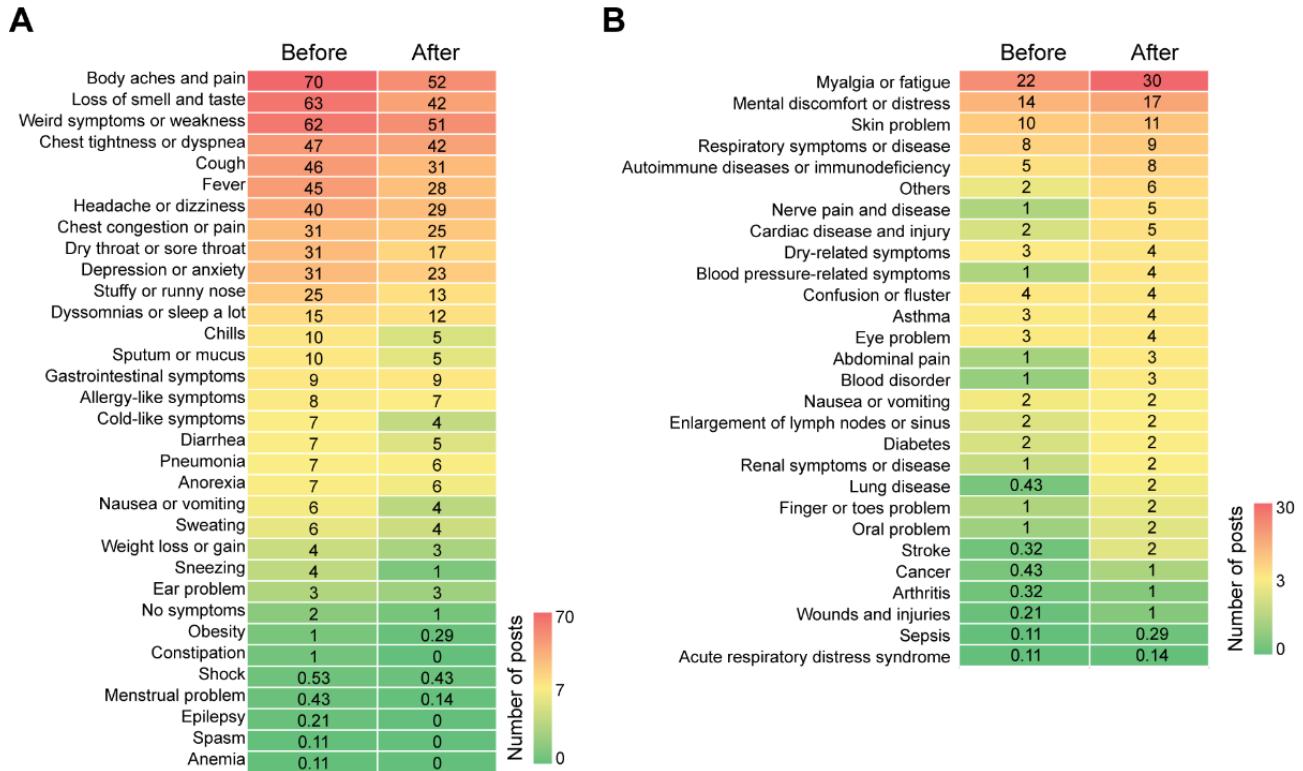 A
Before After
Body aches and pain 70 52
Loss of smell and taste 63 42
Weird symptoms or weakness 62 51
Chest tightness or dyspnea 47 42
Cough 46 31
Fever 45 28
Headache or dizziness 40 29
Chest congestion or pain 31 25
Dry throat or sore throat 31 17
Depression or anxiety 31 23
Stuffy or runny nose 25 13
Dyssomnias or sleep a lot 15 12
Chills 10 5
Sputum or mucus 10 5
Gastrointestinal symptoms 9 9
Allergy-like symptoms 8 7
Cold-like symptoms 7 4
Diarrhea 7 5
Pneumonia 7 6
Anorexia 7 6
Nausea or vomiting 6 4
Sweating 6 4
Weight loss or gain 4 3
Sneezing 4 1
Ear problem 3 3
No symptoms 2 1
Obesity 1 0.29
Constipation 1 0
Shock 0.53 0.43
Menstrual problem 0.43 0.14
Epilepsy 0.21 0
Spasm 0.11 0
Anemia 0.11 0
Number of posts
70
7
0
B
Before After
Myalgia or fatigue 22 30
Mental discomfort or distress 14 17
Skin problem 10 11
Respiratory symptoms or disease 8 9
Autoimmune diseases or immunodeficiency 5 8
Others 2 6
Nerve pain and disease 1 5
Cardiac disease and injury 2 5
Dry-related symptoms 3 4
Blood pressure-related symptoms 1 4
Confusion or fluster 4 4
Asthma 3 4
Eye problem 3 4
Abdominal pain 1 3
Blood disorder 1 3
Nausea or vomiting 2 2
Enlargement of lymph nodes or sinus 2 2
Diabetes 2 2
Renal symptoms or disease 1 2
Lung disease 0.43 2
Finger or toes problem 1 2
Oral problem 1 2
Stroke 0.32 2
Cancer 0.43 1
Arthritis 0.32 1
Wounds and injuries 0.21 1
Sepsis 0.11 0.29
Acute respiratory distress syndrome 0.11 0.14
Number of posts
30
3
0